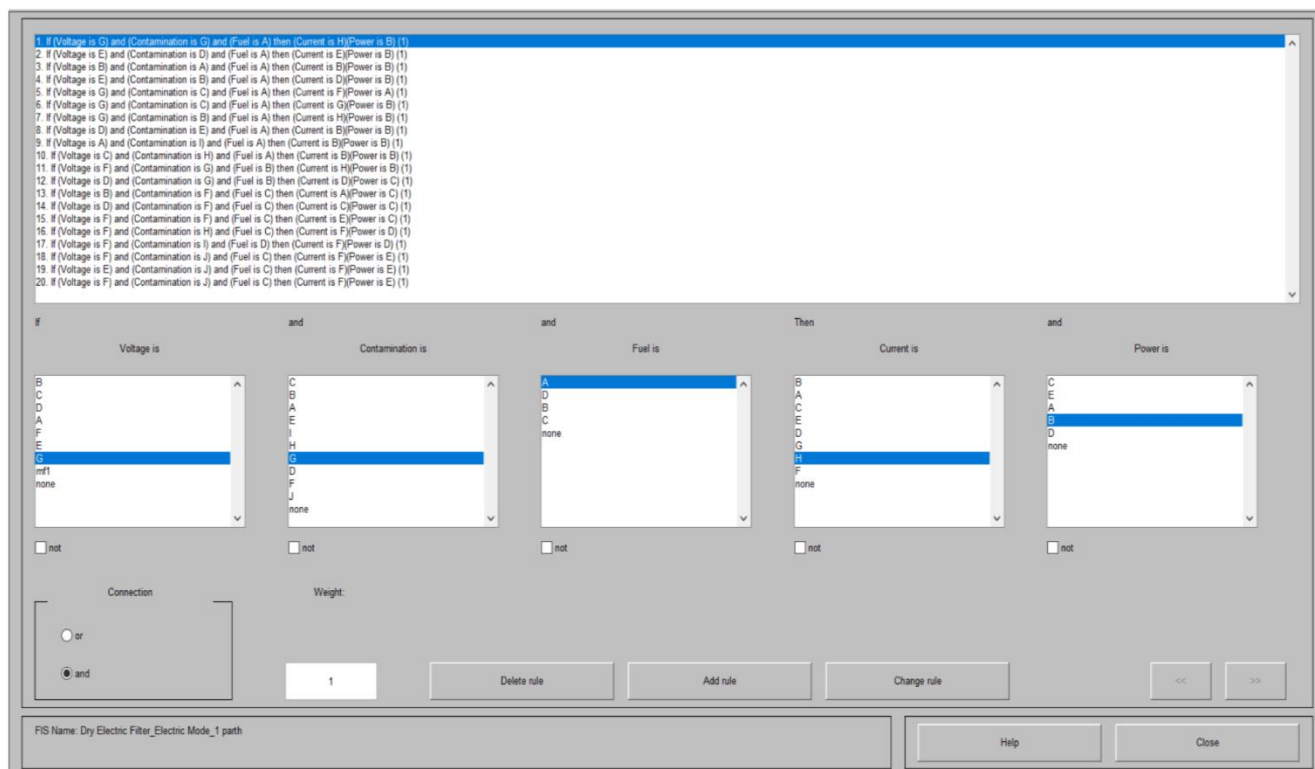 1. If (Voltage is G) and (Contamination is G) and (Fuel is A) then (Current is H)(Power is B) (1)
2. If (Voltage is E) and (Contamination is D) and (Fuel is A) then (Current is E)(Power is B) (1)
3. If (Voltage is B) and (Contamination is A) and (Fuel is A) then (Current is B)(Power is B) (1)
4. If (Voltage is E) and (Contamination is B) and (Fuel is A) then (Current is D)(Power is B) (1)
5. If (Voltage is G) and (Contamination is C) and (Fuel is A) then (Current is F)(Power is A) (1)
6. If (Voltage is G) and (Contamination is C) and (Fuel is A) then (Current is G)(Power is B) (1)
7. If (Voltage is G) and (Contamination is B) and (Fuel is A) then (Current is H)(Power is B) (1)
8. If (Voltage is D) and (Contamination is E) and (Fuel is A) then (Current is B)(Power is B) (1)
9. If (Voltage is A) and (Contamination is I) and (Fuel is A) then (Current is B)(Power is B) (1)
10. If (Voltage is C) and (Contamination is H) and (Fuel is A) then (Current is B)(Power is B) (1)
11. If (Voltage is F) and (Contamination is G) and (Fuel is B) then (Current is H)(Power is B) (1)
12. If (Voltage is D) and (Contamination is G) and (Fuel is B) then (Current is D)(Power is C) (1)
13. If (Voltage is B) and (Contamination is F) and (Fuel is C) then (Current is A)(Power is C) (1)
14. If (Voltage is D) and (Contamination is F) and (Fuel is C) then (Current is C)(Power is C) (1)
15. If (Voltage is F) and (Contamination is F) and (Fuel is C) then (Current is E)(Power is C) (1)
16. If (Voltage is F) and (Contamination is H) and (Fuel is C) then (Current is F)(Power is D) (1)
17. If (Voltage is F) and (Contamination is I) and (Fuel is D) then (Current is F)(Power is D) (1)
18. If (Voltage is F) and (Contamination is J) and (Fuel is C) then (Current is F)(Power is E) (1)
19. If (Voltage is E) and (Contamination is J) and (Fuel is C) then (Current is F)(Power is E) (1)
20. If (Voltage is F) and (Contamination is J) and (Fuel is C) then (Current is F)(Power is E) (1)
If
Voltage is
B
C
D
A
F
E
G
mf1
none
not
and
Contamination is
C
B
A
E
I
H
G
D
F
J
none
not
and
Fuel is
A
D
B
C
none
not
Then
Current is
B
A
C
E
D
G
H
F
none
not
and
Power is
C
E
A
B
D
none
not
Connection
or
and
Weight:
1
Delete rule
Add rule
Change rule
<<
>>
FIS Name: Dry Electric Filter_Electric Mode_1 parth
Help
Close